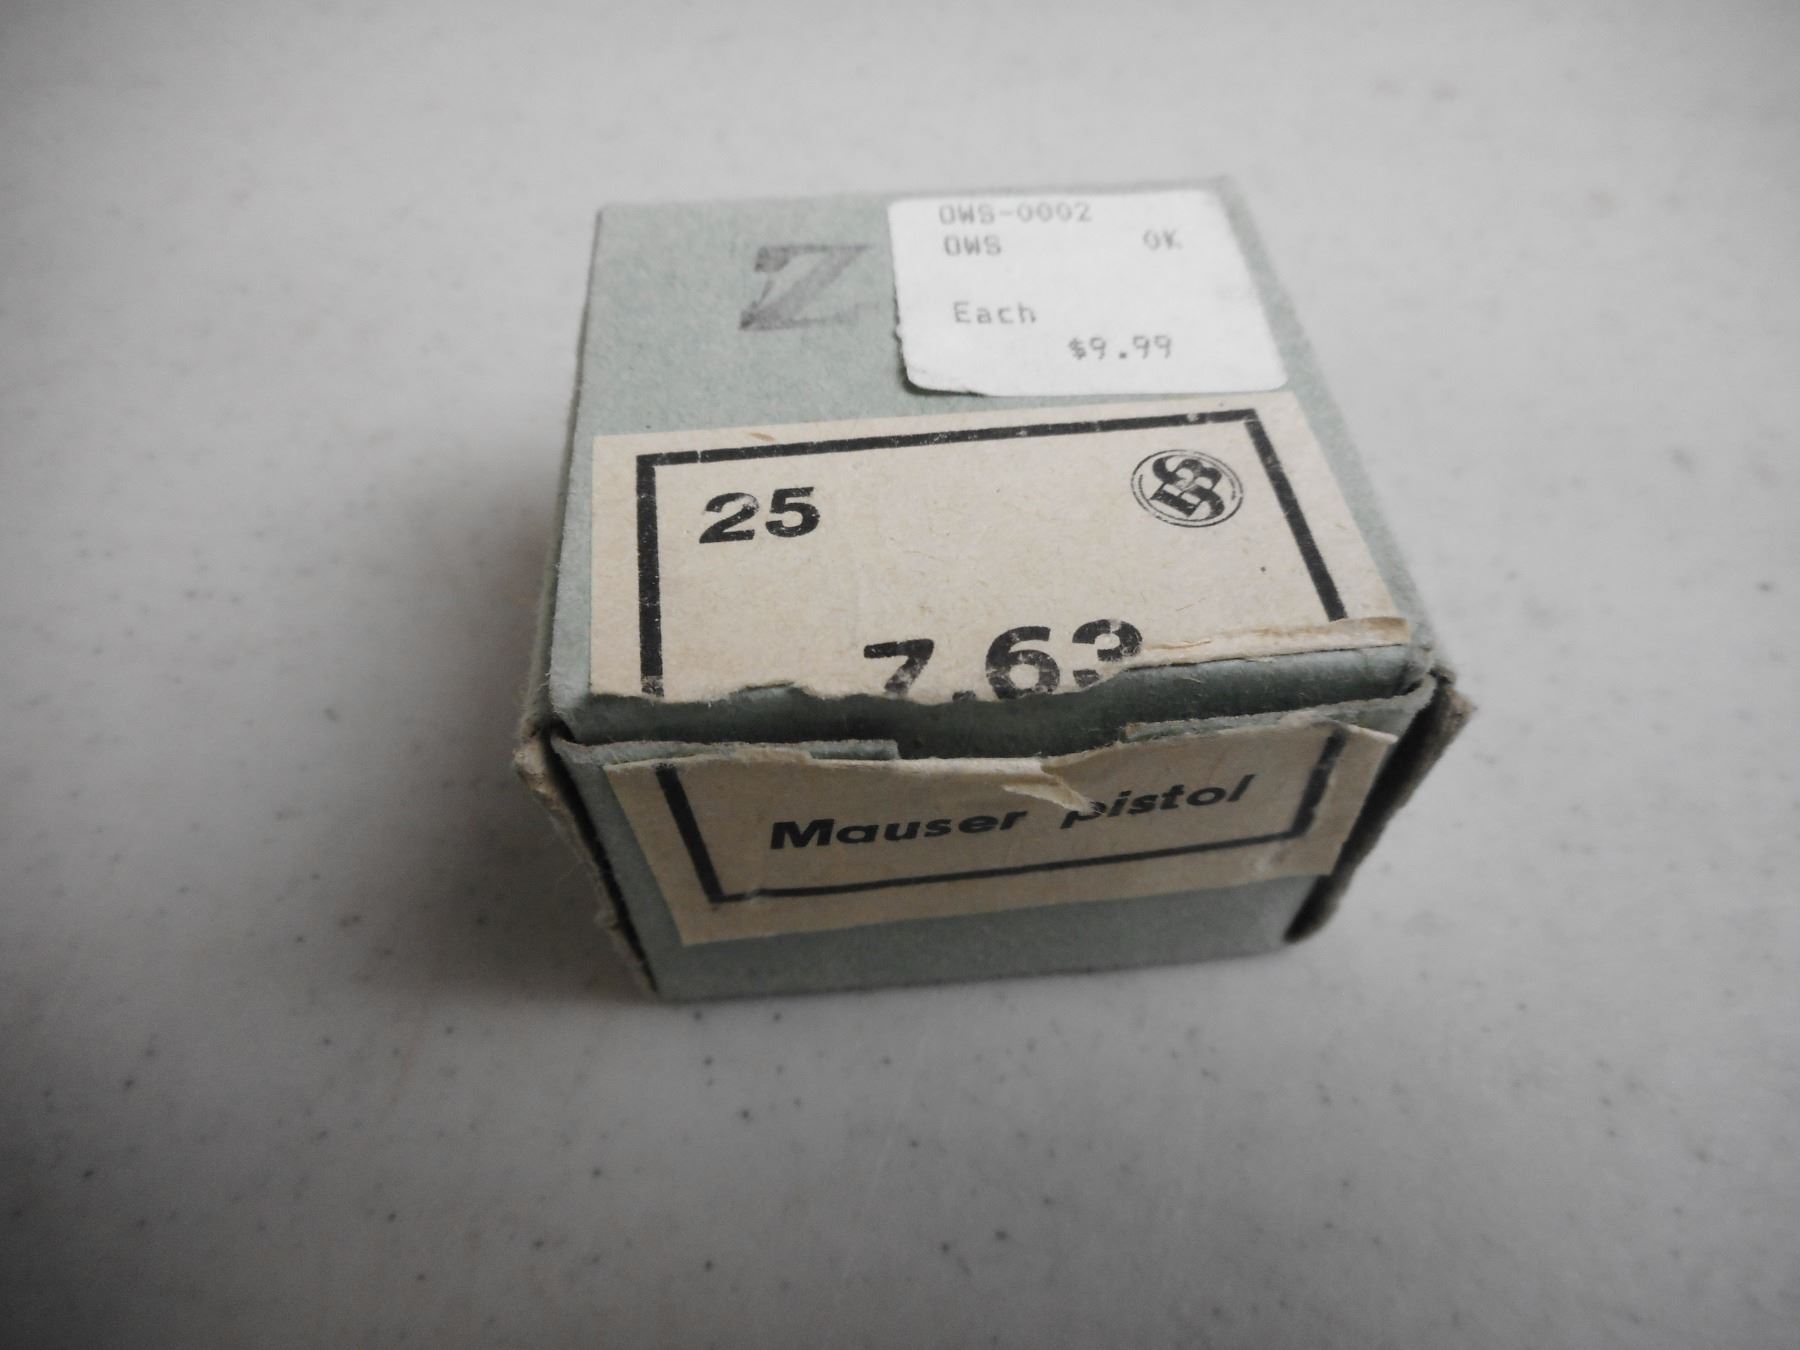 OWS-0002
OWS OK
Each
$9.99
Z
25
7.63
Mauser pistol